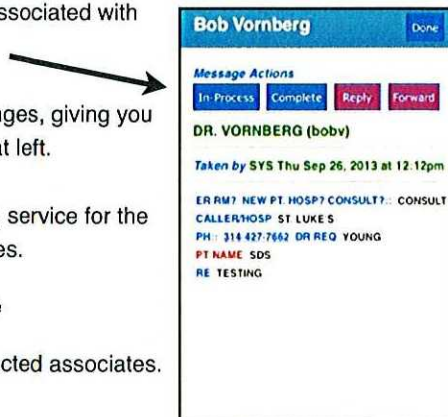 ssociated with
ges, giving you
at left.
service for the
es.
cted associates.
Bob Vornberg
Done
Message Actions
In-Process Complete Reply Forward
DR. VORNBERG (bobv)
Taken by SYS Thu Sep 26, 2013 at 12:12pm
ER RM? NEW PT. HOSP? CONSULT?:: CONSULT
CALLER/HOSP ST LUKE S
PH:: 314-427-7662 DR REQ YOUNG
PT NAME SDS
RE TESTING